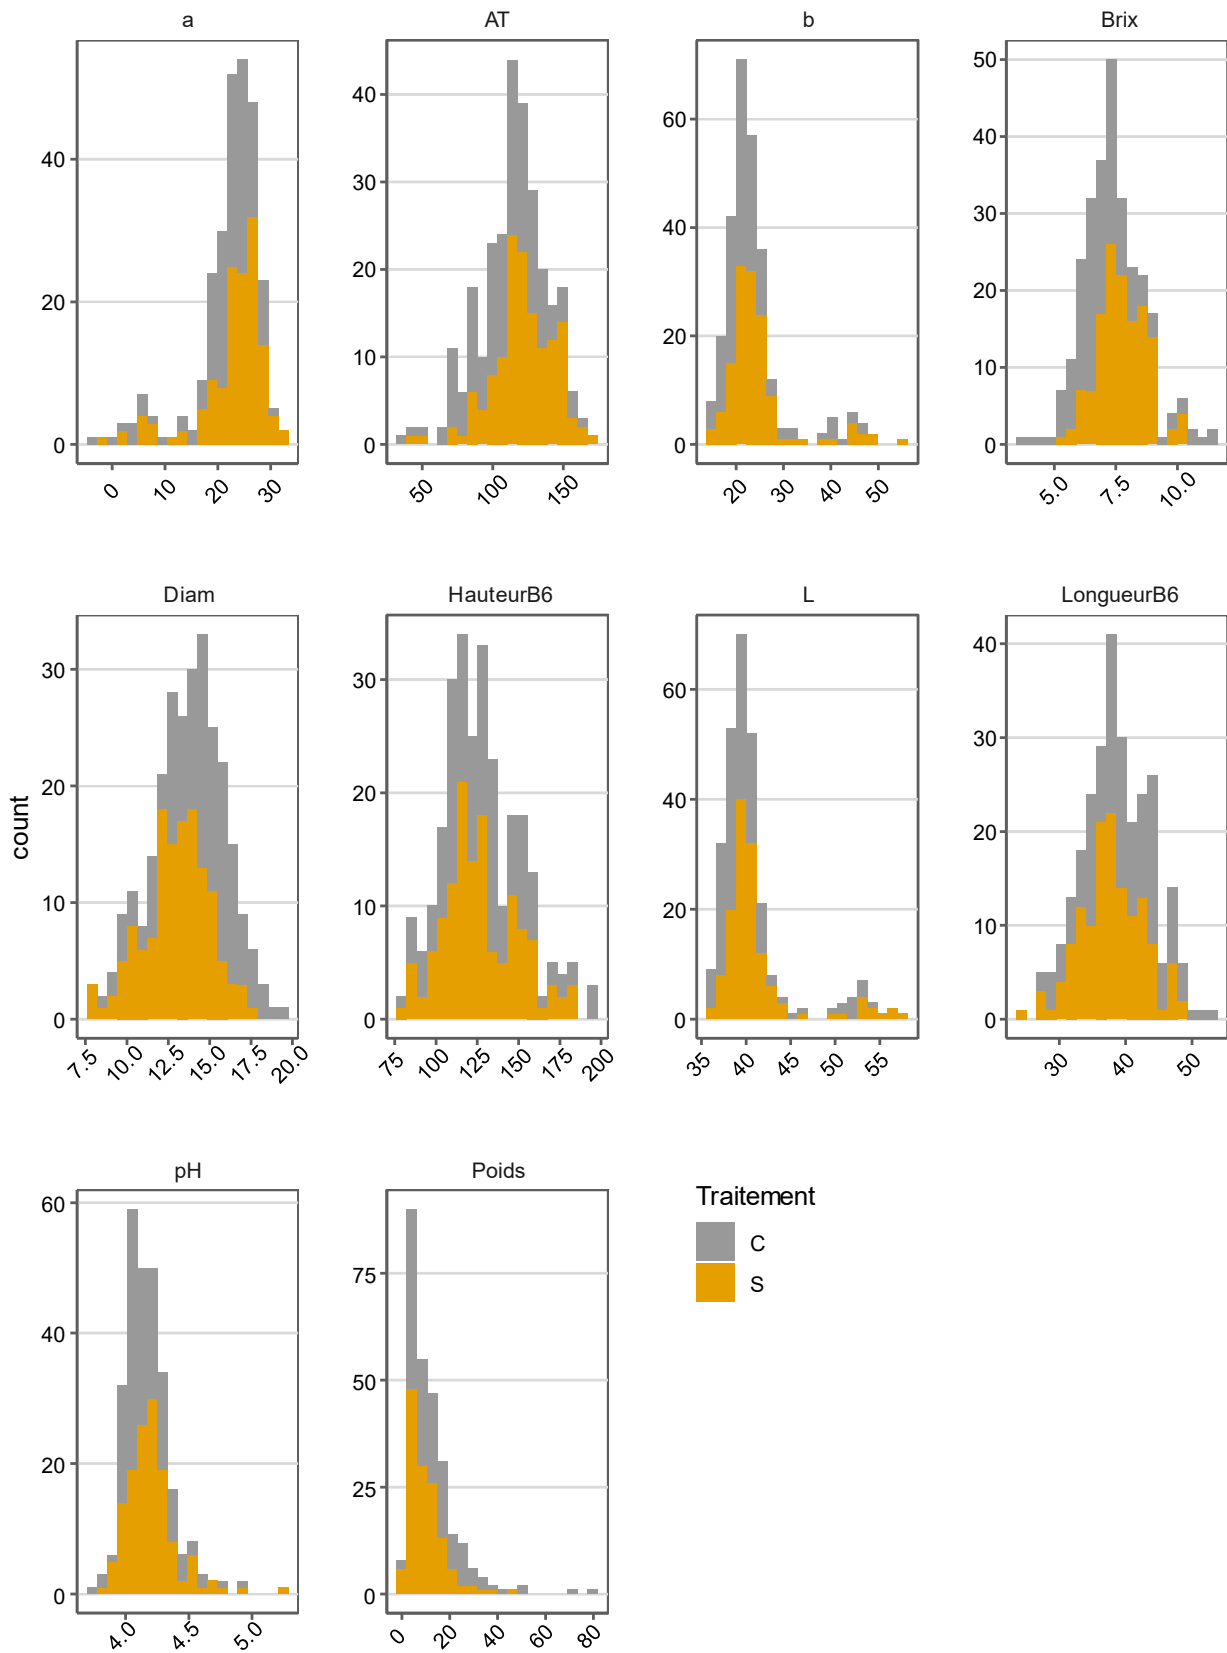 a AT b Brix
0 20 40
0 10 20 30
0 10 20 30 40
50 100 150
0 20 40 60
20 30 40 50
0 10 20 30 40 50
5.0 7.5 10.0
Diam HauteurB6 L LongueurB6
count
0 10 20 30
7.5 10.0 12.5 15.0 17.5 20.0
0 10 20 30
75 100 125 150 175 200
0 20 40 60
35 40 45 50 55
0 10 20 30 40
30 40 50
pH Poids
0 20 40 60
4.0 4.5 5.0
0 25 50 75
0 20 40 60 80
Traitement
C
S